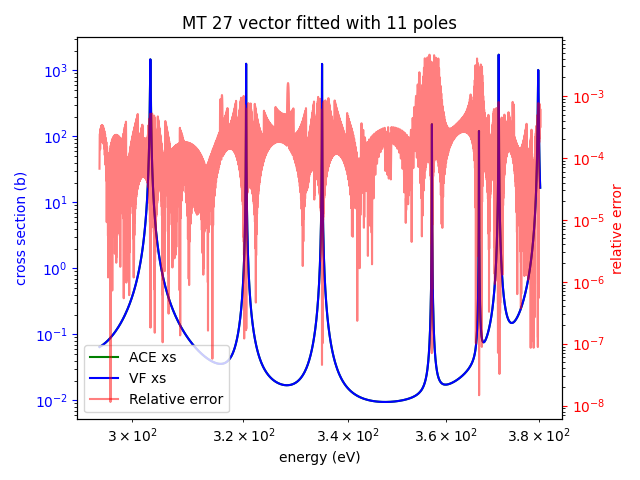 MT 27 vector fitted with 11 poles
cross section (b)
10³
10²
10¹
10⁰
10⁻¹
10⁻²
10⁻³
10⁻⁴
10⁻⁵
10⁻⁶
10⁻⁷
10⁻⁸
relative error
ACE xs
VF xs
Relative error
3 × 10² 3.2 × 10² 3.4 × 10² 3.6 × 10² 3.8 × 10²
energy (eV)